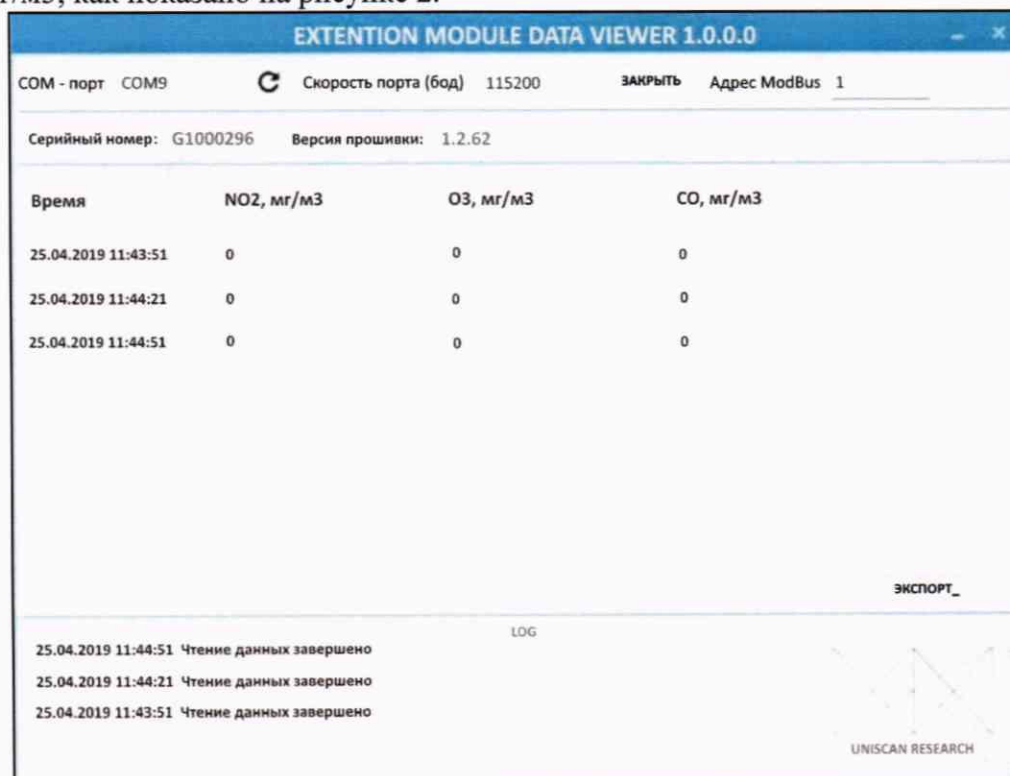 как показано на рисунке 2.
EXTENTION MODULE DATA VIEWER 1.0.0.0
COM - порт COM9 Скорость порта (бод) 115200 ЗАКРЫТЬ Адрес ModBus 1
Серийный номер: G1000296 Версия прошивки: 1.2.62
Время NO2, мг/м3 O3, мг/м3 CO, мг/м3
25.04.2019 11:43:51 0 0 0
25.04.2019 11:44:21 0 0 0
25.04.2019 11:44:51 0 0 0
ЭКСПОРТ_
LOG
25.04.2019 11:44:51 Чтение данных завершено
25.04.2019 11:44:21 Чтение данных завершено
25.04.2019 11:43:51 Чтение данных завершено
UNISCAN RESEARCH